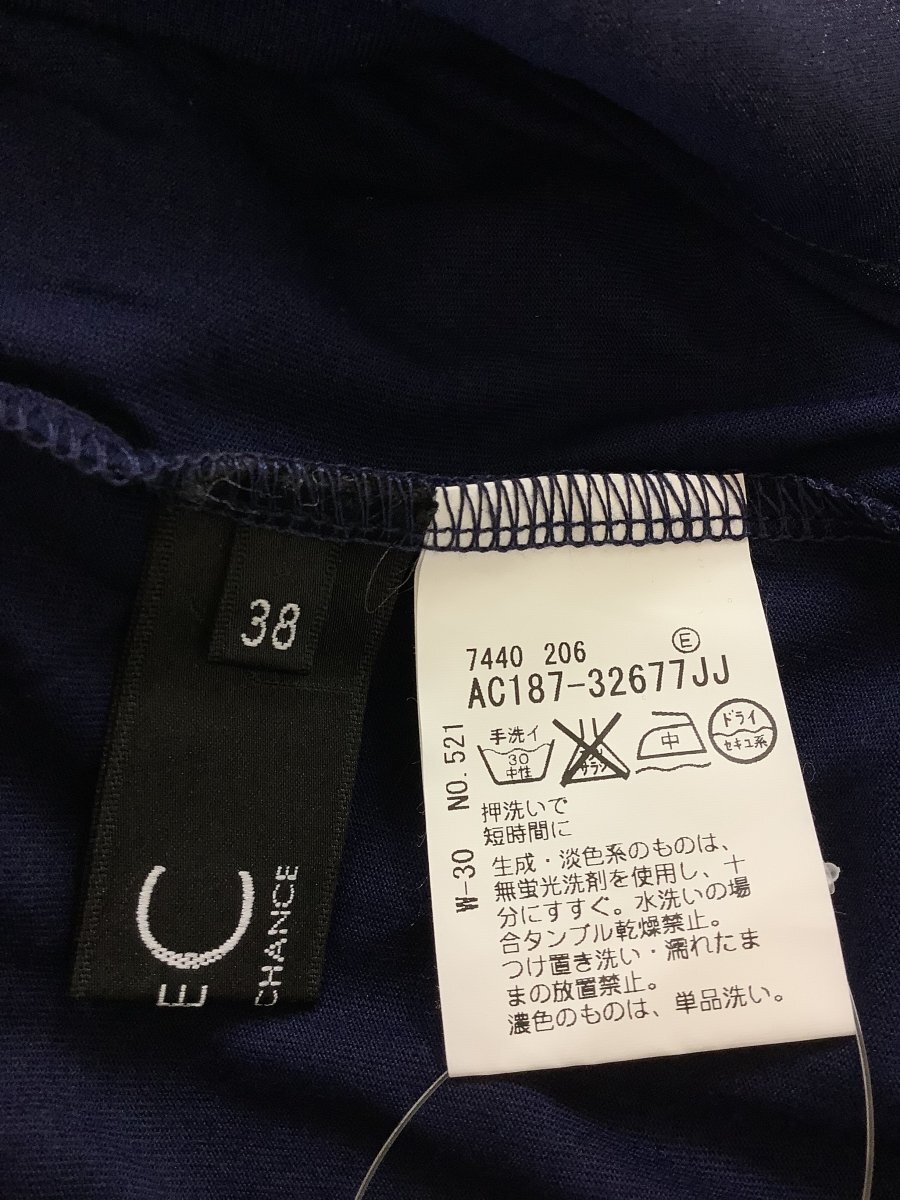 38
EC
CHANCE
7440 206 Ⓔ
AC187-32677JJ
W-30 NO.521
手洗イ
30
中性
サラシ
中
ドライ
セキユ系
押洗いで
短時間に
生成・淡色系のものは、
無蛍光洗剤を使用し、十
分にすすぐ。水洗いの場
合タンブル乾燥禁止。
つけ置き洗い・濡れたま
まの放置禁止。
濃色のものは、単品洗い。